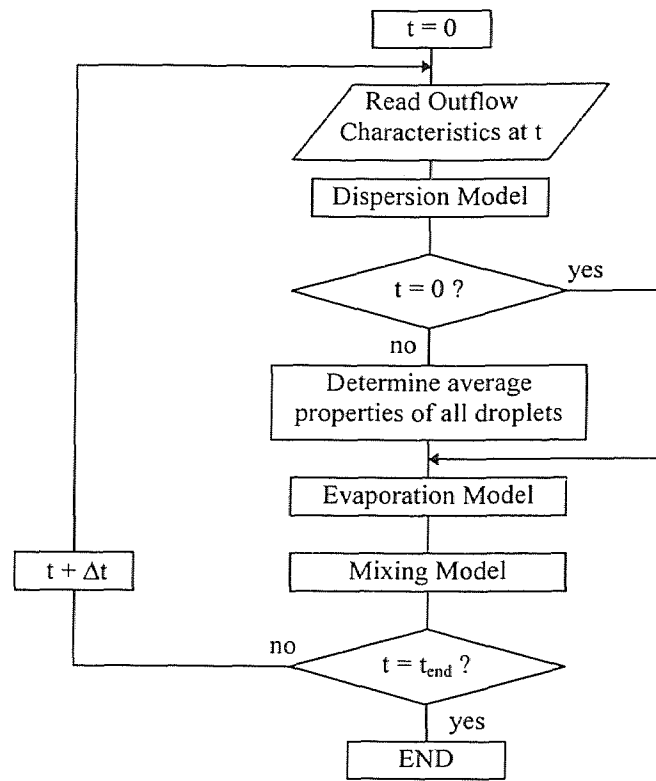 t = 0
Read Outflow
Characteristics at t
Dispersion Model
t = 0 ?
yes
no
Determine average
properties of all droplets
Evaporation Model
Mixing Model
t + Δt
no
t = t_end ?
yes
END